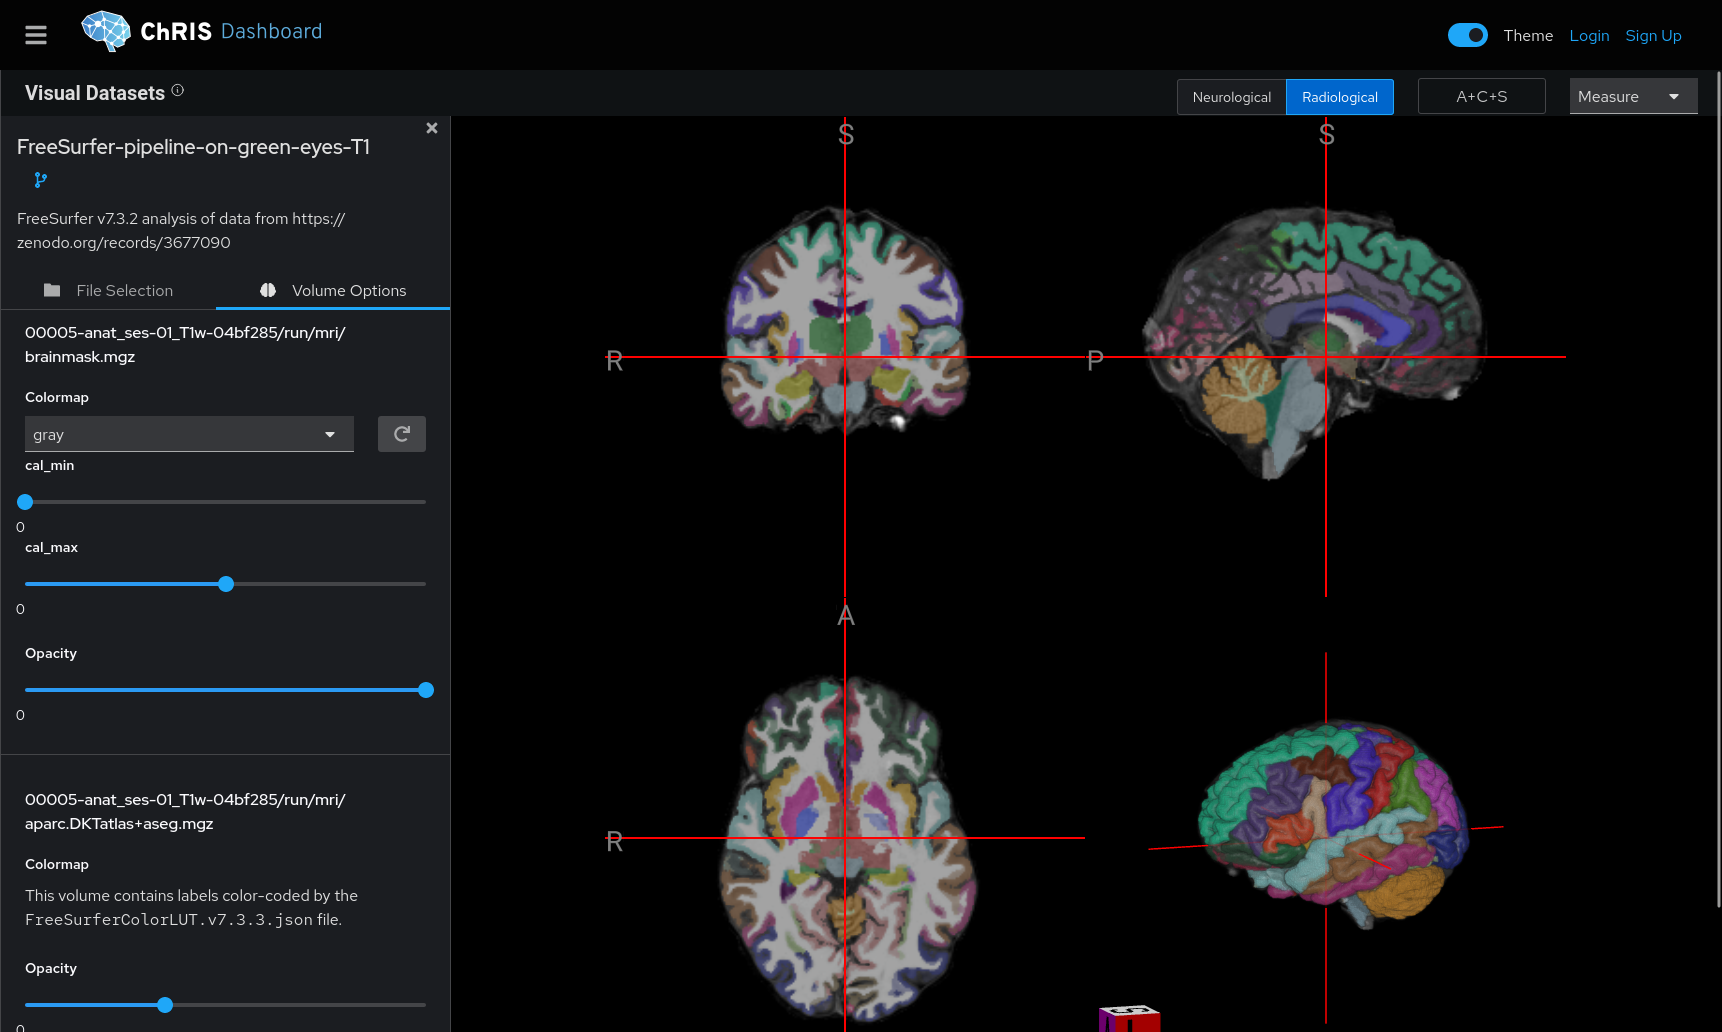 ChRIS Dashboard
Theme Login Sign Up
Visual Datasets
Neurological Radiological A+C+S Measure
FreeSurfer-pipeline-on-green-eyes-T1
FreeSurfer v7.3.2 analysis of data from https://
zenodo.org/records/3677090
File Selection Volume Options
00005-anat_ses-01_T1w-04bf285/run/mri/
brainmask.mgz
Colormap
gray
cal_min
0
cal_max
0
Opacity
0
00005-anat_ses-01_T1w-04bf285/run/mri/
aparc.DKTatlas+aseg.mgz
Colormap
This volume contains labels color-coded by the
FreeSurferColorLUT.v7.3.3.json file.
Opacity
0
S S
R P
A
R